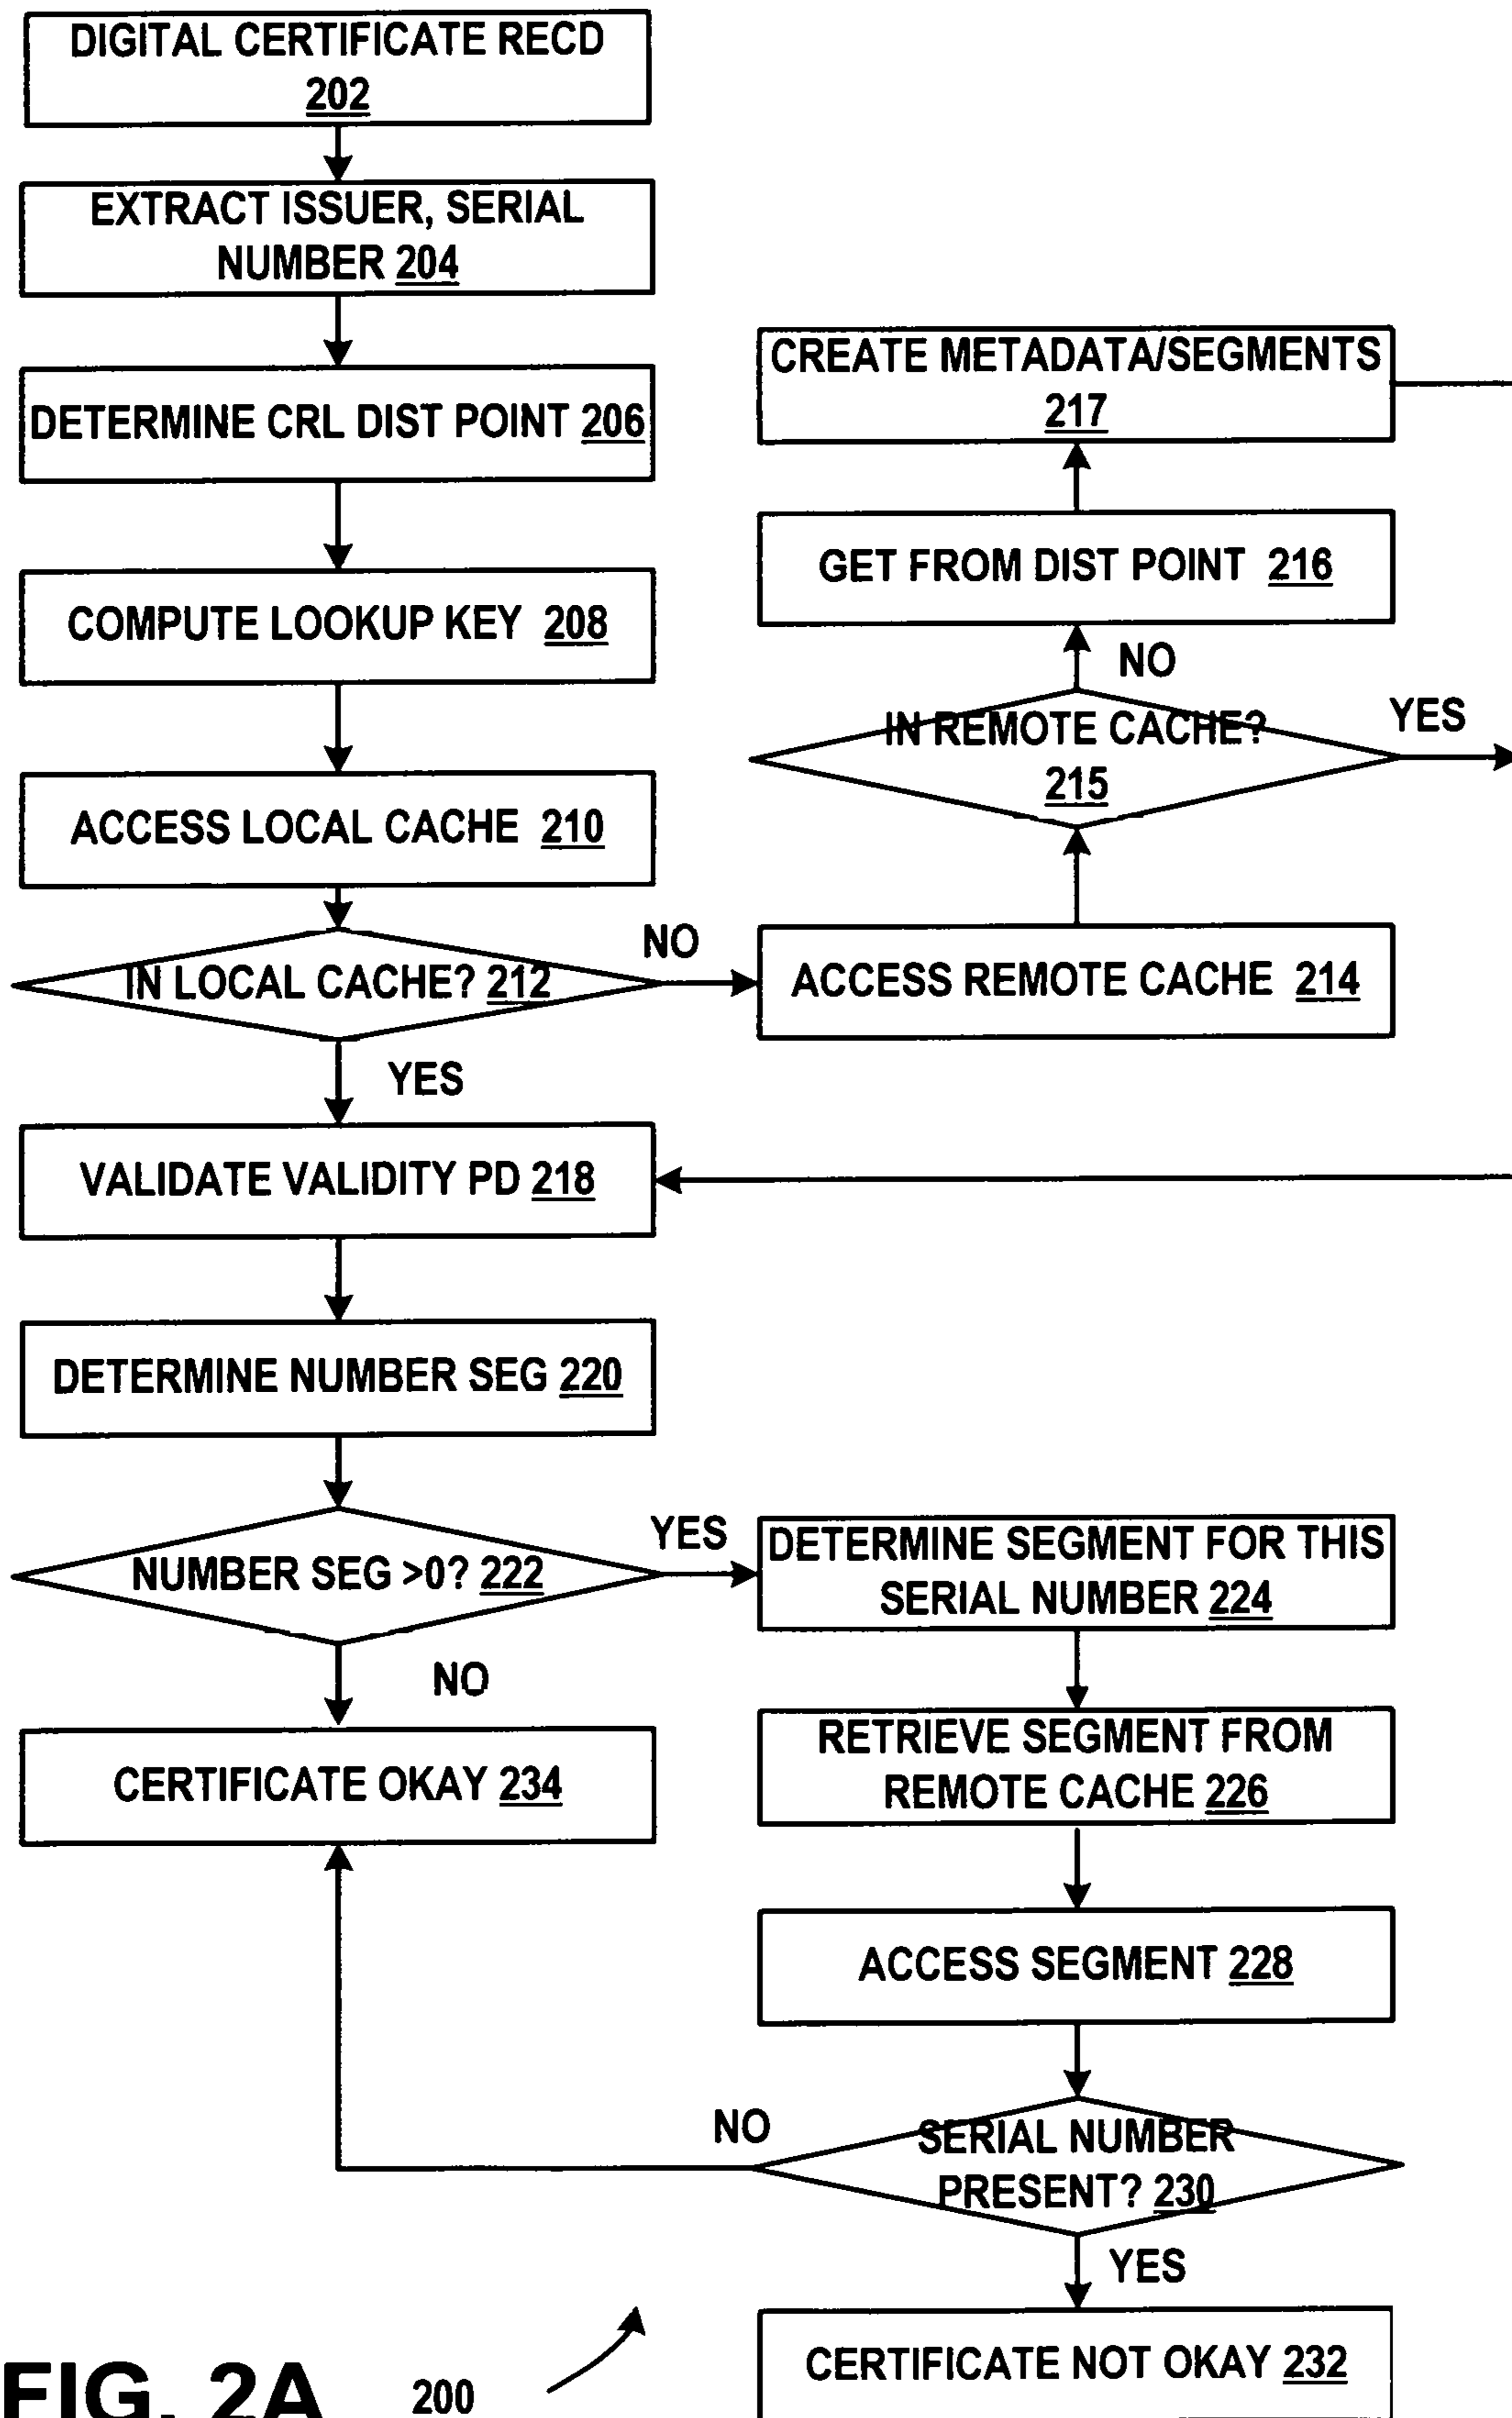 DIGITAL CERTIFICATE RECD
202
EXTRACT ISSUER, SERIAL
NUMBER 204
DETERMINE CRL DIST POINT 206
COMPUTE LOOKUP KEY 208
ACCESS LOCAL CACHE 210
IN LOCAL CACHE? 212
NO
YES
ACCESS REMOTE CACHE 214
IN REMOTE CACHE?
215
YES
NO
GET FROM DIST POINT 216
CREATE METADATA/SEGMENTS
217
VALIDATE VALIDITY PD 218
DETERMINE NUMBER SEG 220
NUMBER SEG >0? 222
YES
NO
DETERMINE SEGMENT FOR THIS
SERIAL NUMBER 224
RETRIEVE SEGMENT FROM
REMOTE CACHE 226
ACCESS SEGMENT 228
SERIAL NUMBER
PRESENT? 230
NO
YES
CERTIFICATE OKAY 234
CERTIFICATE NOT OKAY 232
FIG. 2A
200